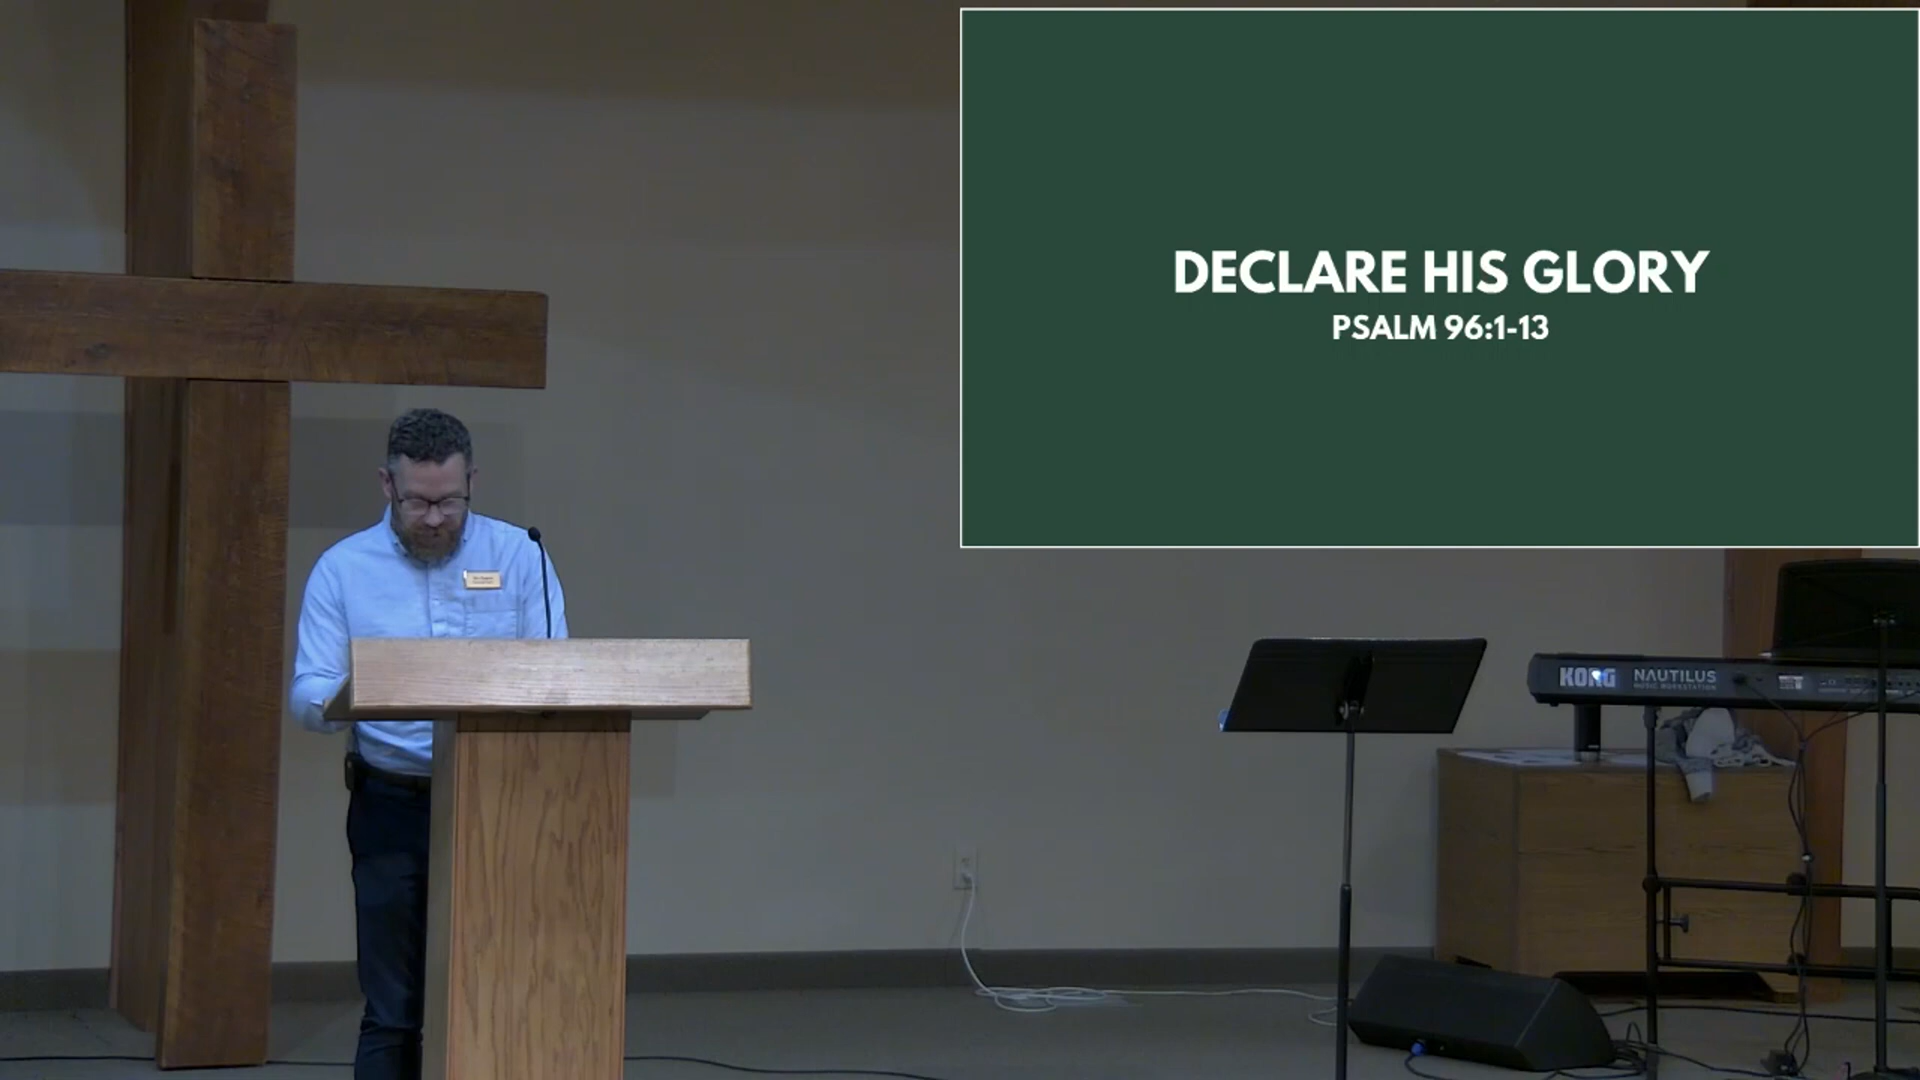 DECLARE HIS GLORY
PSALM 96:1-13
KORG NAUTILUS
MUSIC WORKSTATION